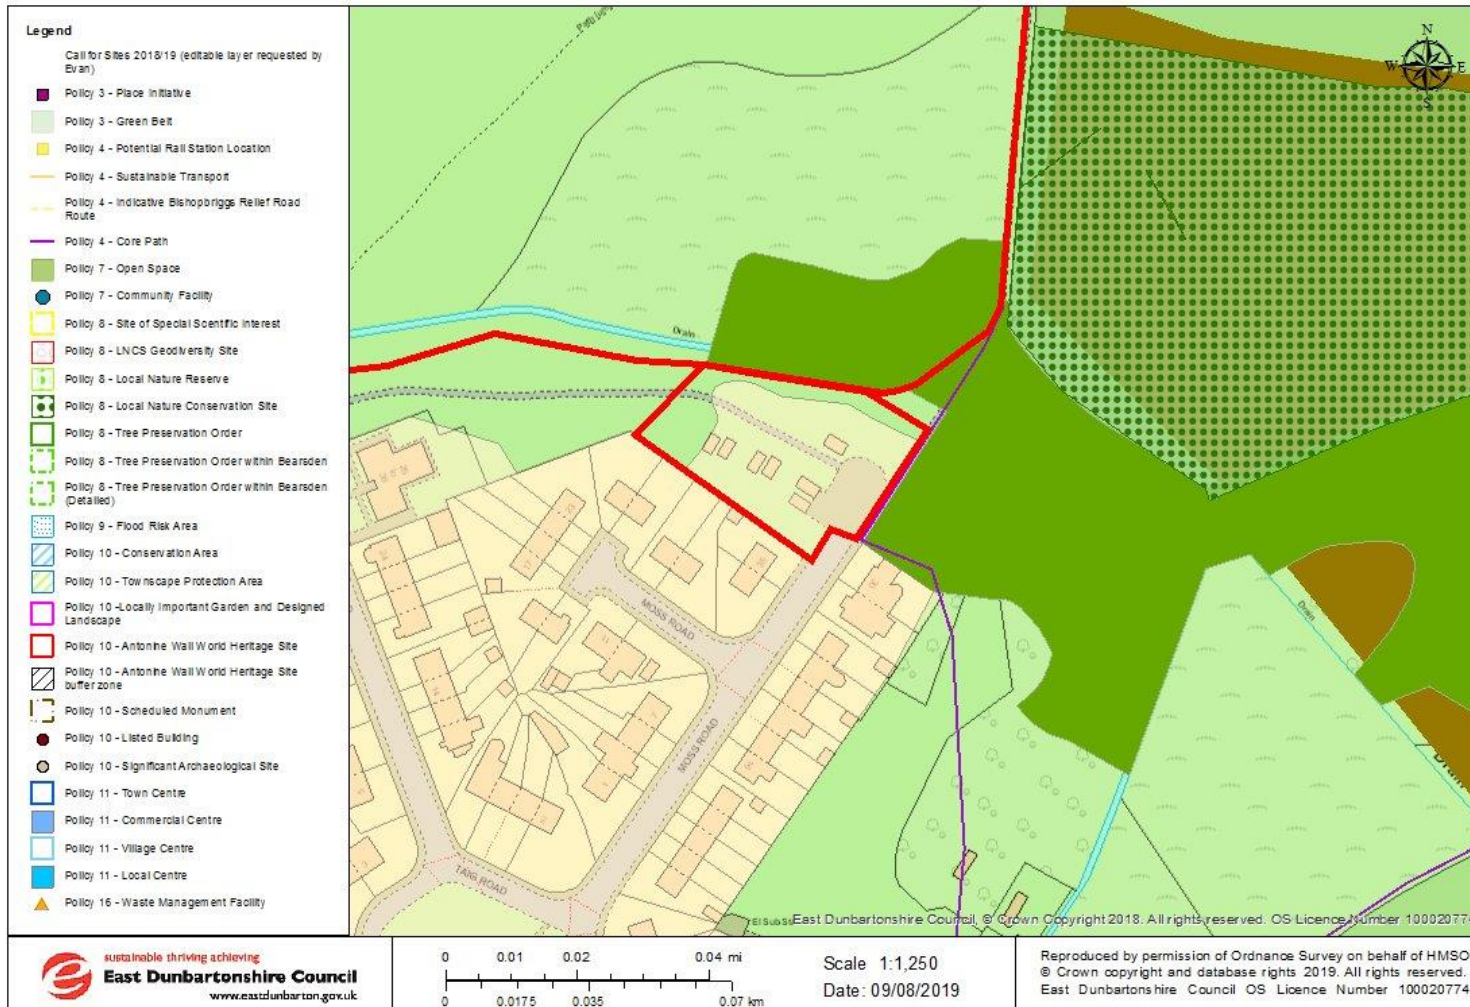 Legend
Call for Sites 2018/19 (editable layer requested by
Evan)
Policy 3 - Place Initiative
Policy 3 - Green Belt
Policy 4 - Potential Rail Station Location
Policy 4 - Sustainable Transport
Policy 4 - Indicative Bishopbriggs Relief Road
Route
Policy 4 - Core Path
Policy 7 - Open Space
Policy 7 - Community Facility
Policy 8 - Site of Special Scentific Interest
Policy 8 - LNCS Geodiversity Site
Policy 8 - Local Nature Reserve
Policy 8 - Local Nature Conservation Site
Policy 8 - Tree Preservation Order
Policy 8 - Tree Preservation Order within Bearsden
Policy 8 - Tree Preservation Order within Bearsden
(Detailed)
Policy 9 - Flood Risk Area
Policy 10 - Conservation Area
Policy 10 - Townscape Protection Area
Policy 10 -Locally Important Garden and Designed
Landscape
Policy 10 - Antonine Wall World Heritage Site
Policy 10 - Antonine Wall World Heritage Site
buffer zone
Policy 10 - Scheduled Monument
Policy 10 - Listed Building
Policy 10 - Significant Archaeological Site
Policy 11 - Town Centre
Policy 11 - Commercial Centre
Policy 11 - Village Centre
Policy 11 - Local Centre
Policy 16 - Waste Management Facility
N
W
E
S
Drain
MOSS ROAD
MOSS ROAD
TAIG ROAD
Drain
Drain
El Sub Sta
East Dunbartonshire Council, © Crown Copyright 2018. All rights reserved. OS Licence Number 100020774
sustainable thriving achieving
East Dunbartonshire Council
www.eastdunbarton.gov.uk
0 0.01 0.02 0.04 mi
0 0.0175 0.035 0.07 km
Scale 1:1,250
Date: 09/08/2019
Reproduced by permission of Ordnance Survey on behalf of HMSO.
© Crown copyright and database rights 2019. All rights reserved.
East Dunbartonshire Council OS Licence Number 100020774